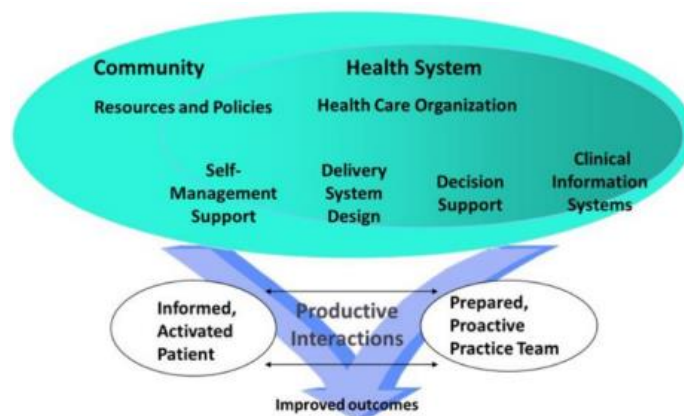 Community
Health System
Resources and Policies
Health Care Organization
Self-
Management
Support
Delivery
System
Design
Decision
Support
Clinical
Information
Systems
Informed,
Activated
Patient
Productive
Interactions
Prepared,
Proactive
Practice Team
Improved outcomes